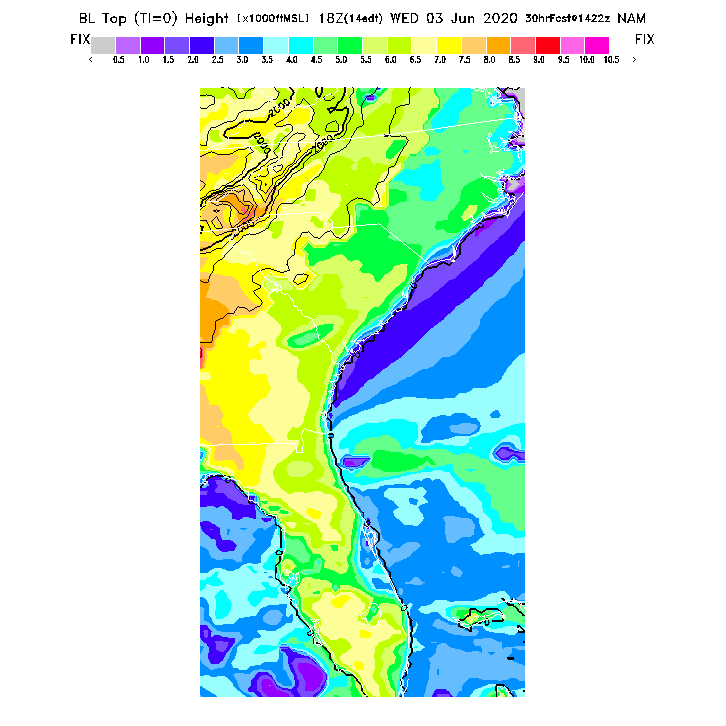 BL Top (TI=0) Height [x1000ftMSL] 18Z(14edt) WED 03 Jun 2020 30hrFcst@1422z NAM
FIX FIX
< 0.5 1.0 1.5 2.0 2.5 3.0 3.5 4.0 4.5 5.0 5.5 6.0 6.5 7.0 7.5 8.0 8.5 9.0 9.5 10.0 10.5 >
2000
2000
2000